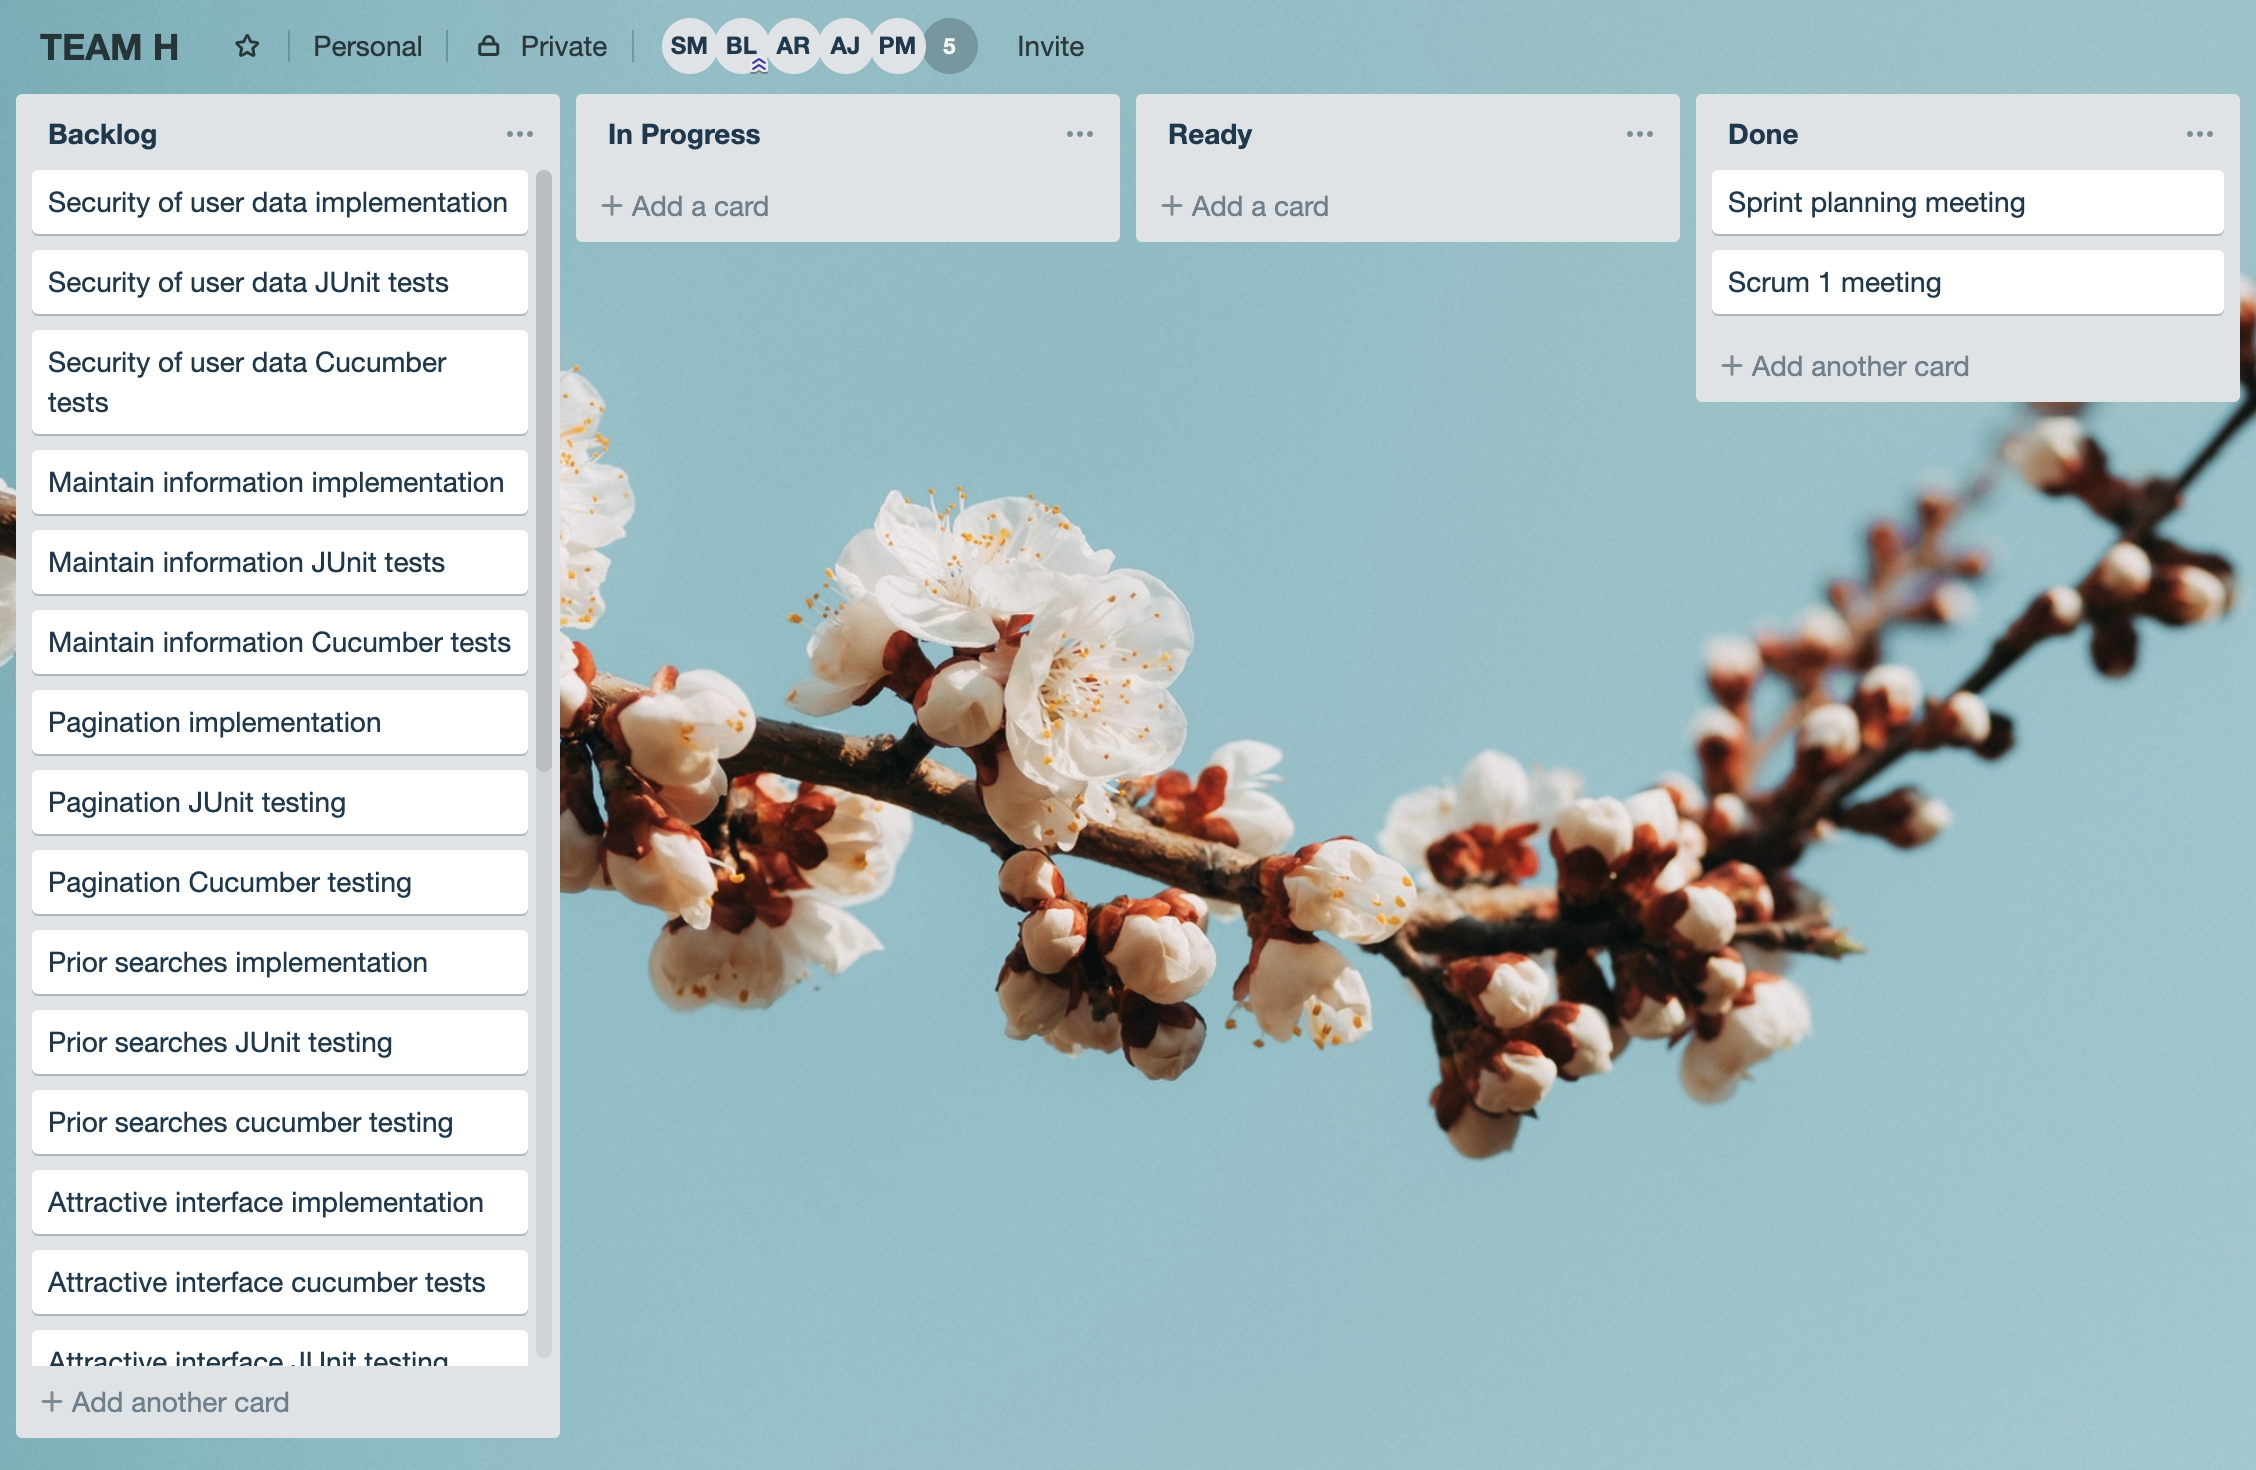 TEAM H
Personal
Private
SM BL AR AJ PM 5
Invite
Backlog
Security of user data implementation
Security of user data JUnit tests
Security of user data Cucumber
tests
Maintain information implementation
Maintain information JUnit tests
Maintain information Cucumber tests
Pagination implementation
Pagination JUnit testing
Pagination Cucumber testing
Prior searches implementation
Prior searches JUnit testing
Prior searches cucumber testing
Attractive interface implementation
Attractive interface cucumber tests
Attractive interface JUnit testing
+ Add another card
In Progress
+ Add a card
Ready
+ Add a card
Done
Sprint planning meeting
Scrum 1 meeting
+ Add another card